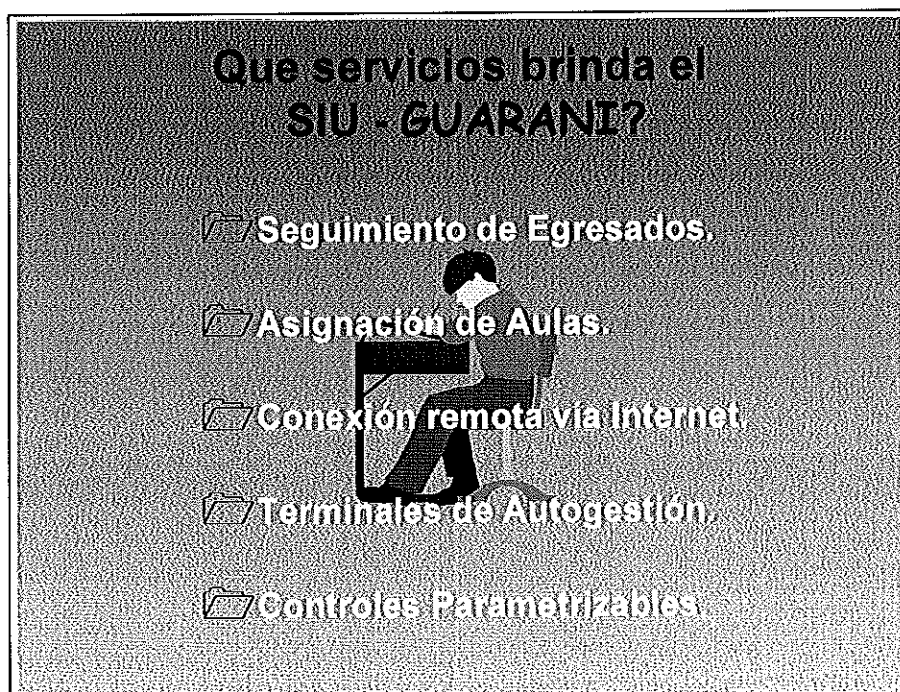 Que servicios brinda el
SIU - GUARANI?
Seguimiento de Egresados.
Asignación de Aulas.
Conexión remota vía Internet.
Terminales de Autogestión.
Controles Parametrizables.